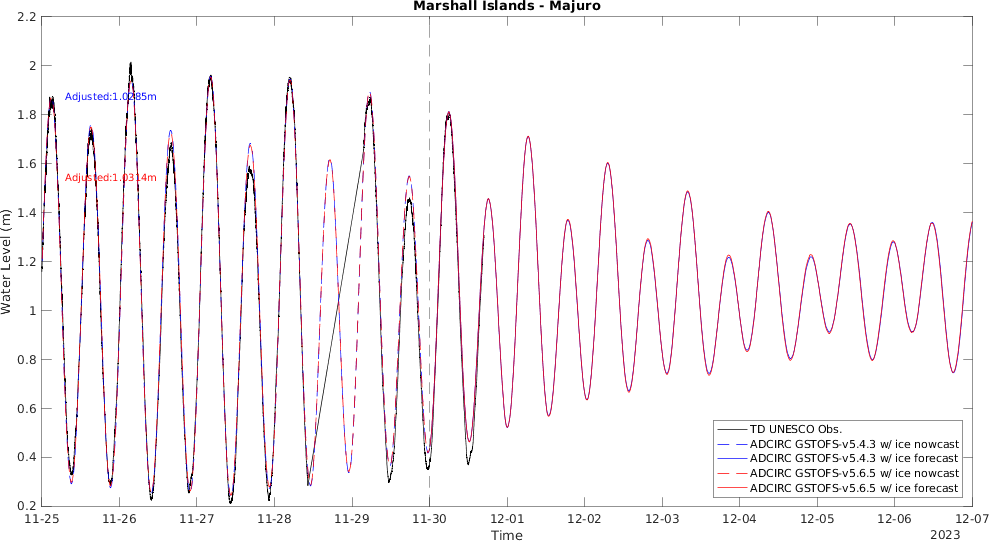 Marshall Islands - Majuro
2.2
2
1.8
1.6
1.4
1.2
1
0.8
0.6
0.4
0.2
Water Level (m)
Adjusted:1.0285m
Adjusted:1.0314m
TD UNESCO Obs.
ADCIRC GSTOFS-v5.4.3 w/ ice nowcast
ADCIRC GSTOFS-v5.4.3 w/ ice forecast
ADCIRC GSTOFS-v5.6.5 w/ ice nowcast
ADCIRC GSTOFS-v5.6.5 w/ ice forecast
11-25 11-26 11-27 11-28 11-29 11-30 12-01 12-02 12-03 12-04 12-05 12-06 12-07
Time
2023